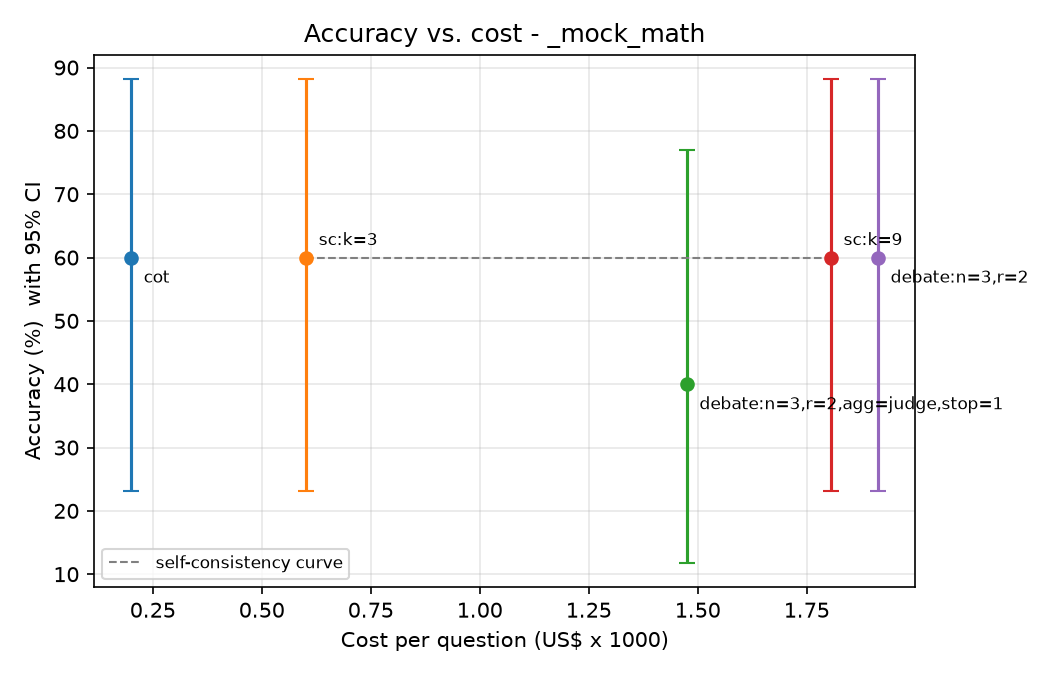 Accuracy vs. cost - _mock_math
Accuracy (%)  with 95% CI
90
80
70
60
50
40
30
20
10
cot
sc:k=3
sc:k=9
debate:n=3,r=2
debate:n=3,r=2,agg=judge,stop=1
self-consistency curve
0.25 0.50 0.75 1.00 1.25 1.50 1.75
Cost per question (US$ x 1000)